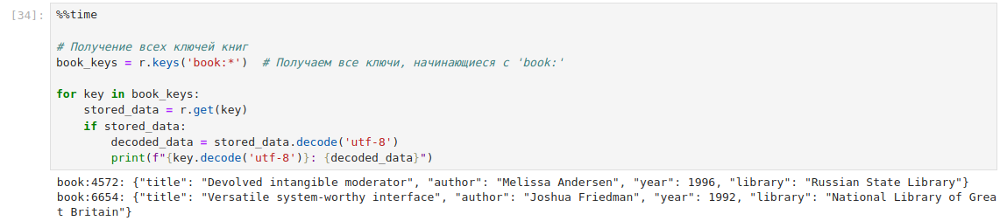 [34]: %%time
# Получение всех ключей книг
book_keys = r.keys('book:*')  # Получаем все ключи, начинающиеся с 'book:'
for key in book_keys:
    stored_data = r.get(key)
    if stored_data:
        decoded_data = stored_data.decode('utf-8')
        print(f"{key.decode('utf-8')}: {decoded_data}")
book:4572: {"title": "Devolved intangible moderator", "author": "Melissa Andersen", "year": 1996, "library": "Russian State Library"}
book:6654: {"title": "Versatile system-worthy interface", "author": "Joshua Friedman", "year": 1992, "library": "National Library of Grea
t Britain"}